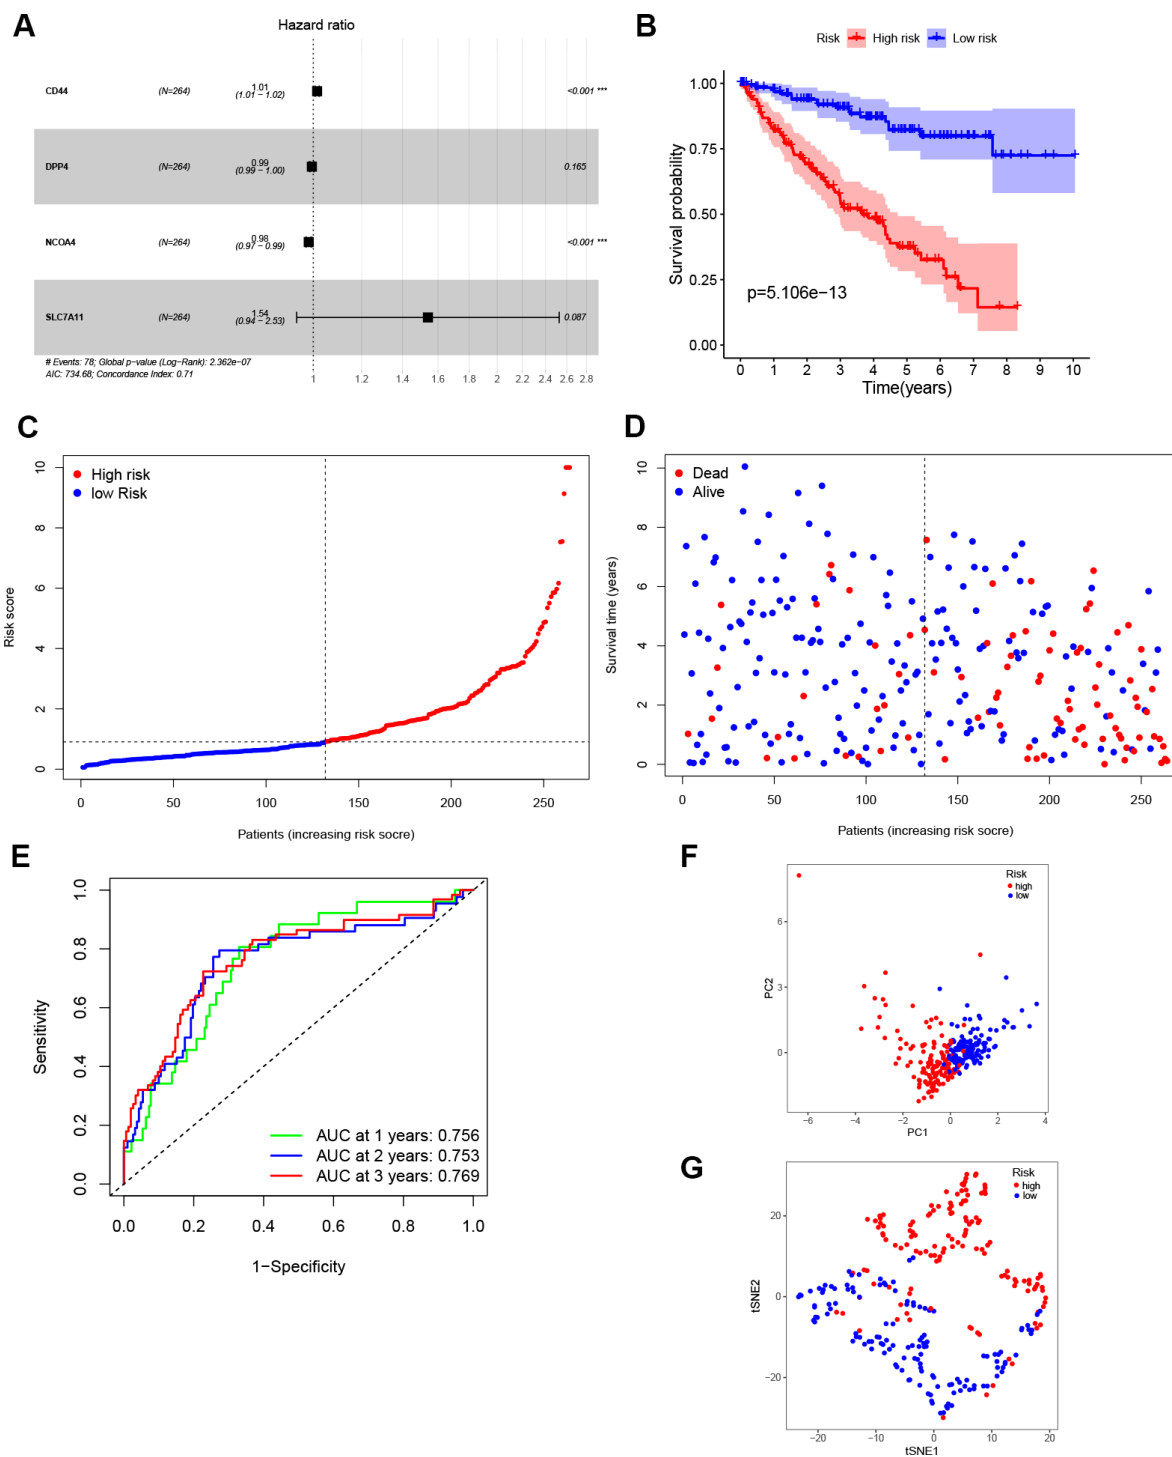 A
Hazard ratio
CD44 (N=264) 1.01 <0.001 ***
(1.01 − 1.02)
DPP4 (N=264) 0.99 0.165
(0.99 − 1.00)
NCOA4 (N=264) 0.98 <0.001 ***
(0.97 − 0.99)
SLC7A11 (N=264) 1.54 0.087
(0.94 − 2.53)
# Events: 78; Global p−value (Log−Rank): 2.362e−07
AIC: 734.68; Concordance Index: 0.71
1 1.2 1.4 1.6 1.8 2 2.2 2.4 2.6 2.8
B
Risk High risk Low risk
Survival probability
1.00
0.75
0.50
0.25
0.00
p=5.106e−13
0 1 2 3 4 5 6 7 8 9 10
Time(years)
C
High risk
low Risk
Risk score
10
8
6
4
2
0
0 50 100 150 200 250
Patients (increasing risk socre)
D
Dead
Alive
Survival time (years)
10
8
6
4
2
0
0 50 100 150 200 250
Patients (increasing risk socre)
E
Sensitivity
1.0
0.8
0.6
0.4
0.2
0.0
AUC at 1 years: 0.756
AUC at 2 years: 0.753
AUC at 3 years: 0.769
0.0 0.2 0.4 0.6 0.8 1.0
1−Specificity
F
Risk
high
low
PC2
6
3
0
−6 −4 −2 0 2 4
PC1
G
Risk
high
low
tSNE2
20
0
−20
−20 −10 0 10 20
tSNE1